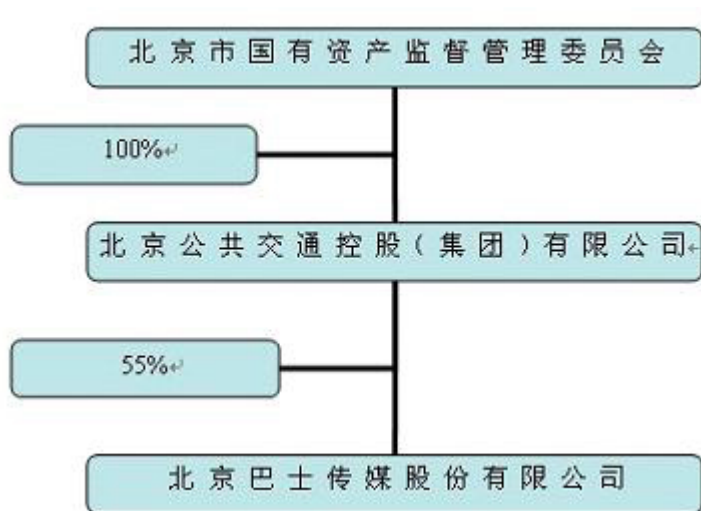 北京市国有资产监督管理委员会
100%
北京公共交通控股（集团）有限公司
55%
北京巴士传媒股份有限公司